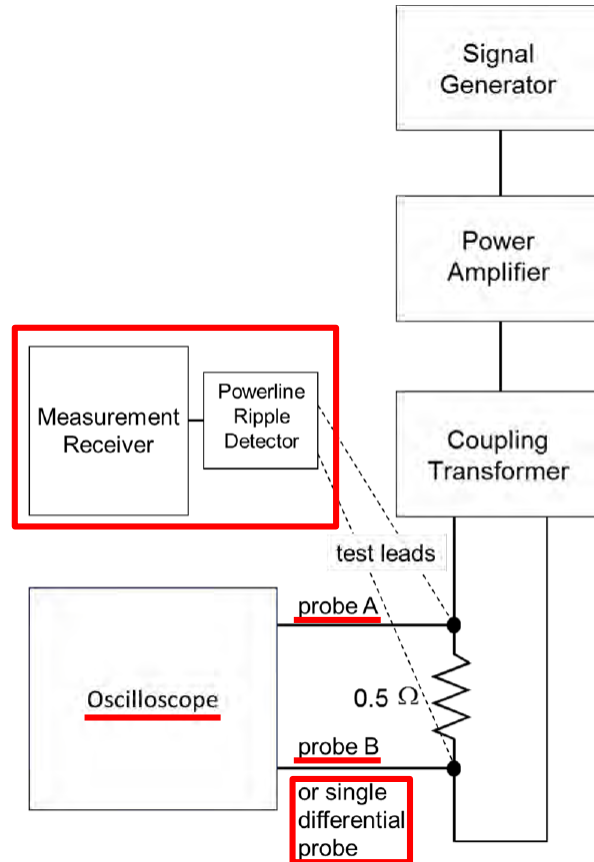 Signal
Generator
Power
Amplifier
Measurement
Receiver
Powerline
Ripple
Detector
Coupling
Transformer
test leads
probe A
Oscilloscope
0.5 Ω
probe B
or single
differential
probe